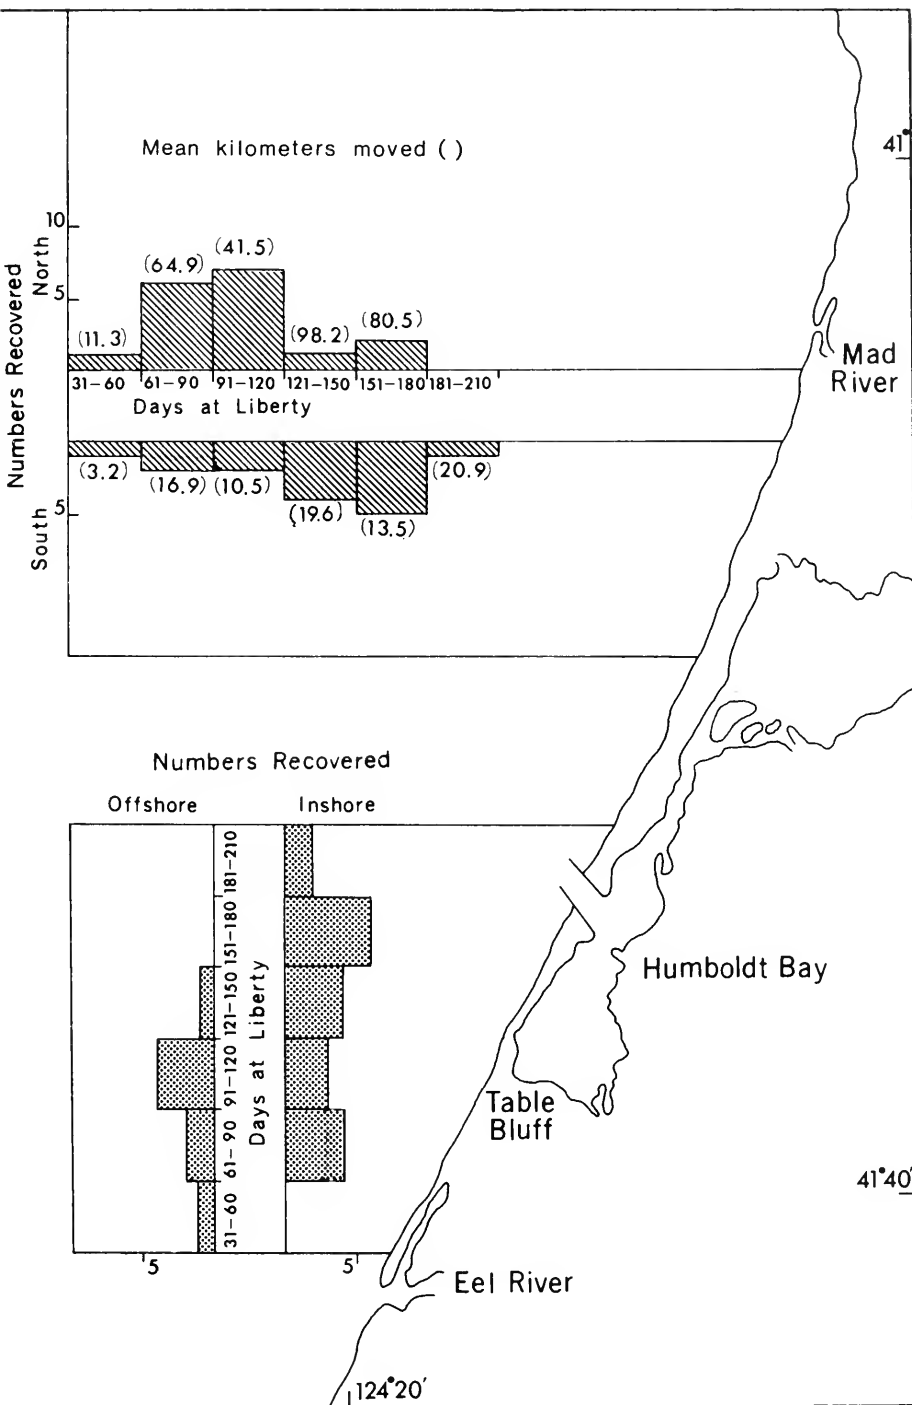 Mean kilometers moved ( )
41°
Numbers Recovered
North
South
10
5
(11.3)
(64.9)
(41.5)
(98.2)
(80.5)
31-60 61-90 91-120 121-150 151-180 181-210
Days at Liberty
(3.2)
(16.9)
(10.5)
(19.6)
(13.5)
(20.9)
5
Mad
River
Numbers Recovered
Offshore Inshore
181-210
151-180
121-150
91-120
61-90
31-60
Days at Liberty
5 5
Humboldt Bay
Table
Bluff
41°40'
Eel River
124°20'